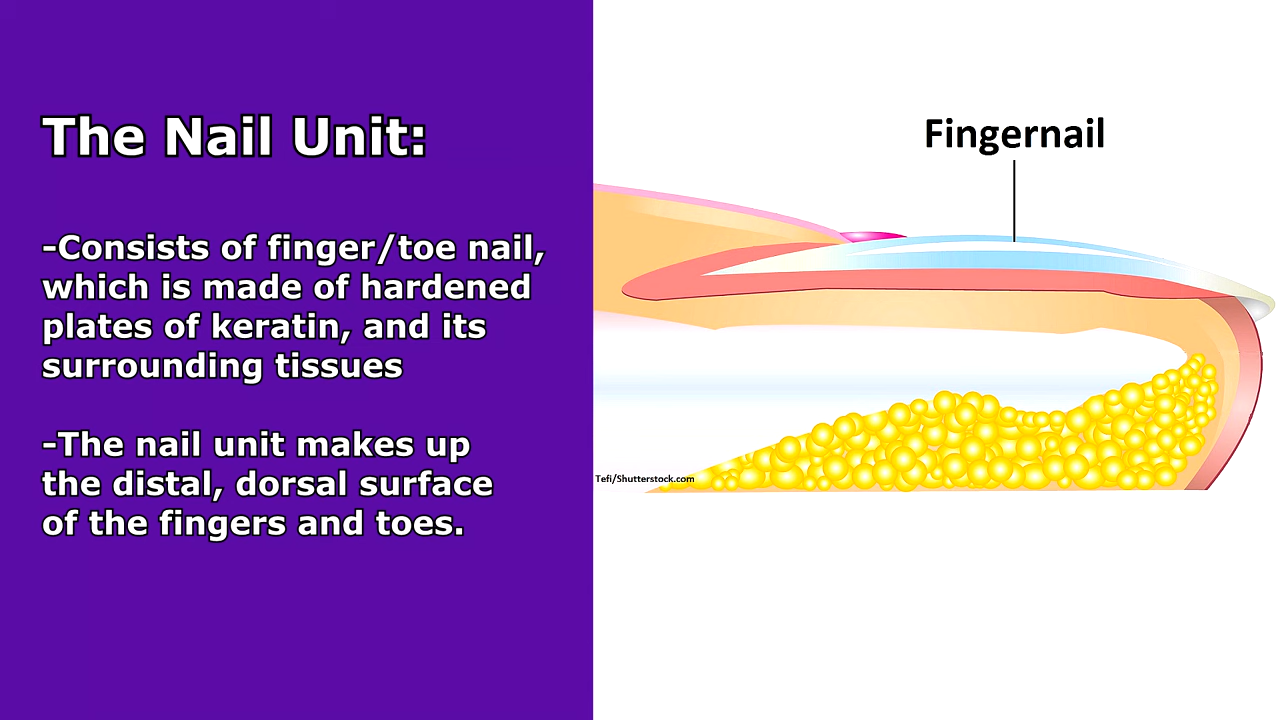 The Nail Unit:
-Consists of finger/toe nail,
which is made of hardened
plates of keratin, and its
surrounding tissues
-The nail unit makes up
the distal, dorsal surface
of the fingers and toes.
Fingernail
Tefi/Shutterstock.com